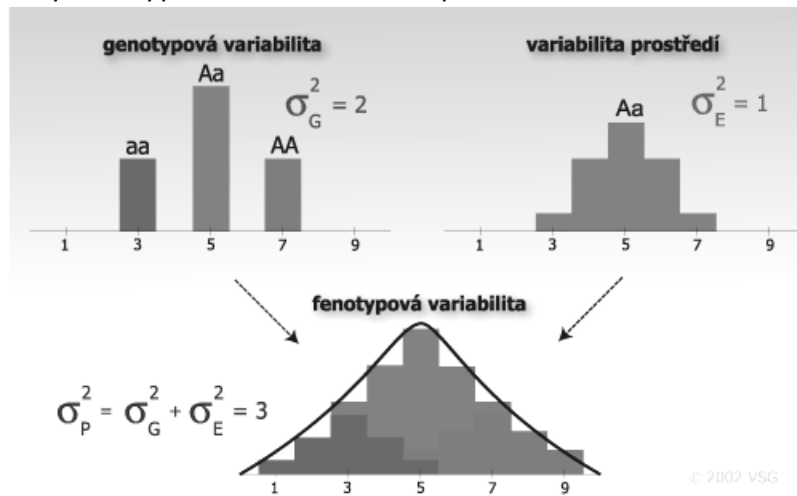 genotypová variabilita
Aa
aa
AA
σ²G = 2
1 3 5 7 9
variabilita prostředí
Aa
σ²E = 1
1 3 5 7 9
fenotypová variabilita
σ²P = σ²G + σ²E = 3
1 3 5 7 9
© 2002 VSG